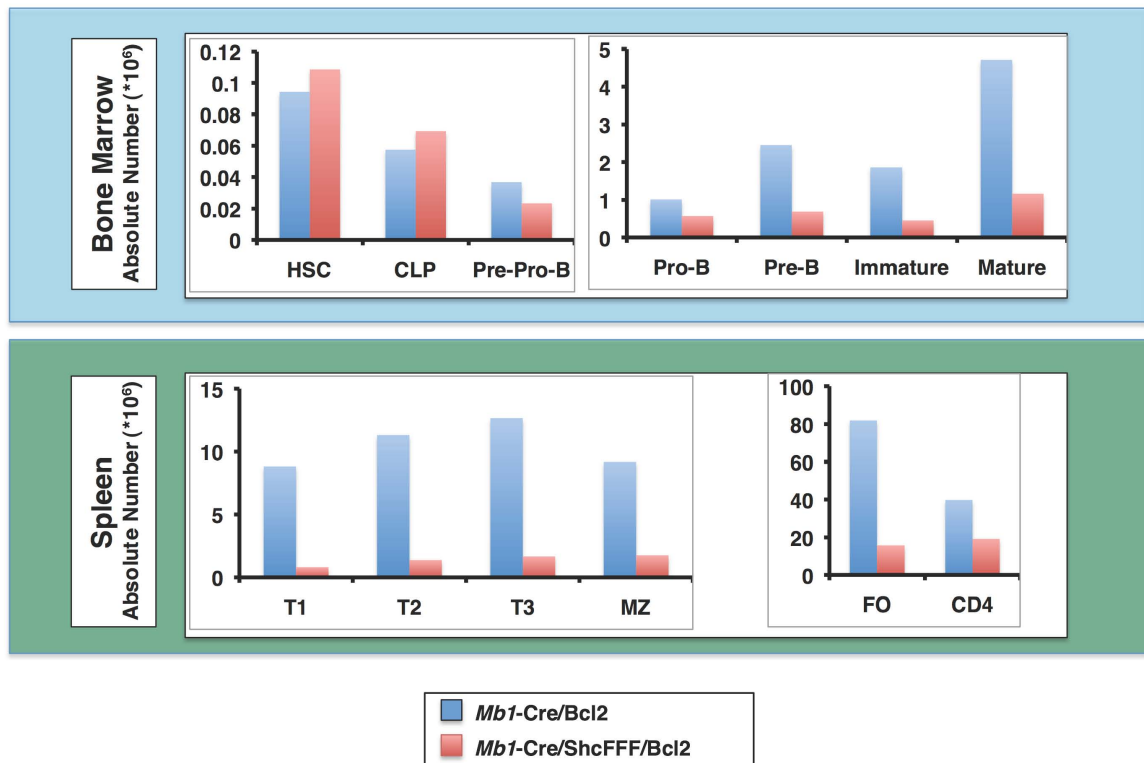 Bone Marrow
Absolute Number (*10⁶)
0.12
0.1
0.08
0.06
0.04
0.02
0
HSC CLP Pre-Pro-B
5
4
3
2
1
0
Pro-B Pre-B Immature Mature
Spleen
Absolute Number (*10⁶)
15
10
5
0
T1 T2 T3 MZ
100
80
60
40
20
0
FO CD4
Mb1-Cre/Bcl2
Mb1-Cre/ShcFFF/Bcl2